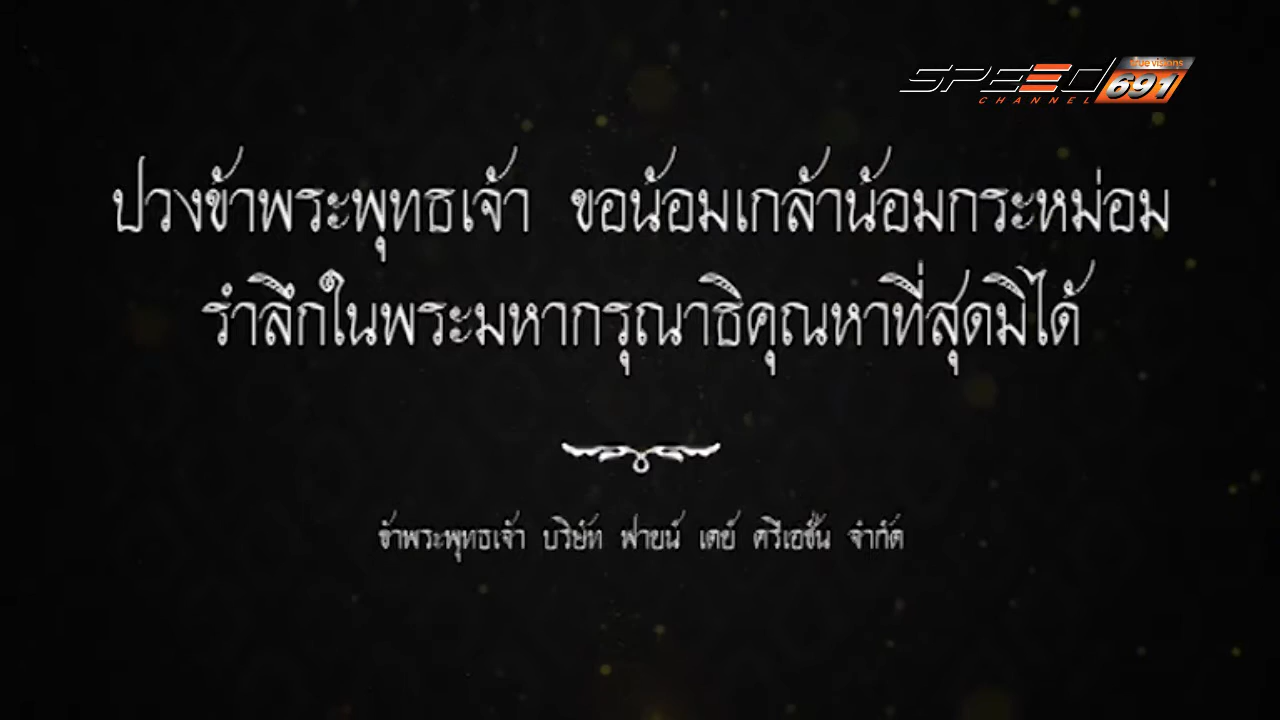 SPEED
CHANNEL
true visions
691
ปวงข้าพระพุทธเจ้า ขอน้อมเกล้าน้อมกระหม่อม
รำลึกในพระมหากรุณาธิคุณหาที่สุดมิได้
ข้าพระพุทธเจ้า บริษัท ฟายน์ เดย์ ครีเอชั่น จำกัด